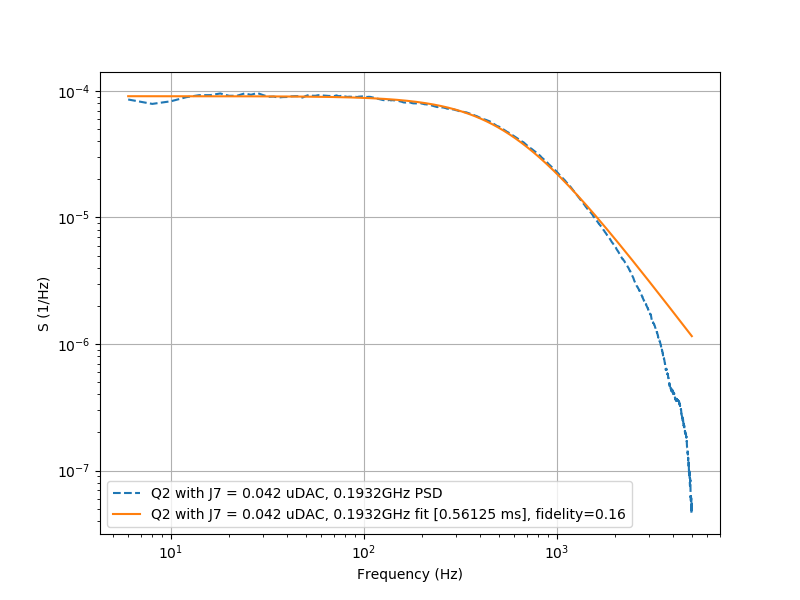 10⁻⁴
10⁻⁵
10⁻⁶
10⁻⁷
S (1/Hz)
Q2 with J7 = 0.042 uDAC, 0.1932GHz PSD
Q2 with J7 = 0.042 uDAC, 0.1932GHz fit [0.56125 ms], fidelity=0.16
10¹ 10² 10³
Frequency (Hz)